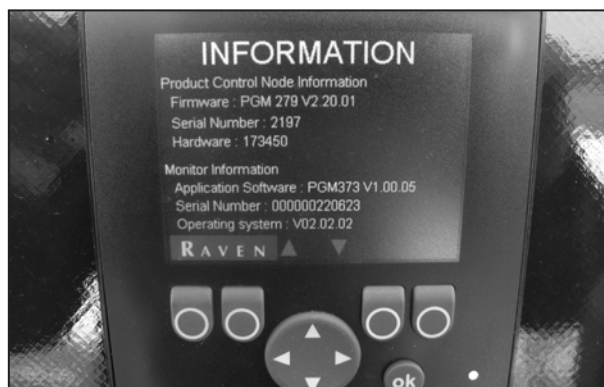 INFORMATION
Product Control Node Information
Firmware : PGM 279 V2.20.01
Serial Number : 2197
Hardware : 173450
Monitor Information
Application Software : PGM373 V1.00.05
Serial Number : 000000220623
Operating system : V02.02.02
RAVEN
ok